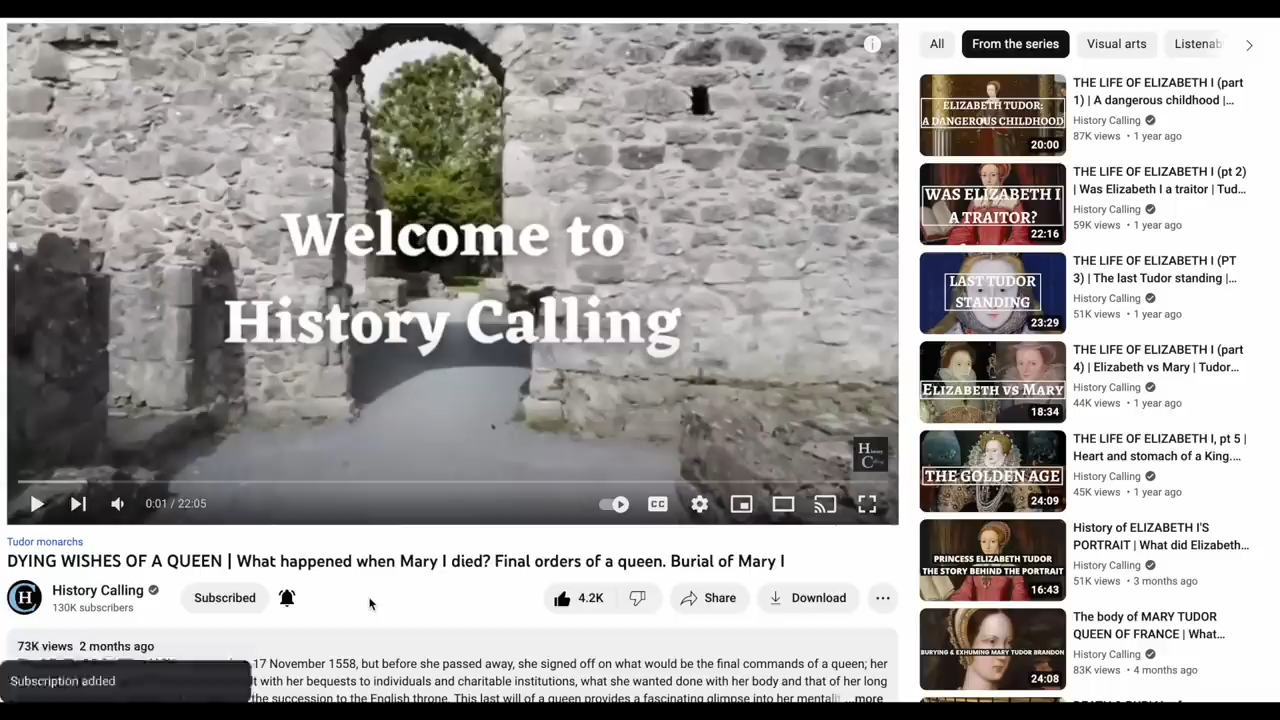 Welcome to
History Calling
History
Calling
0:01 / 22:05
CC
Tudor monarchs
DYING WISHES OF A QUEEN | What happened when Mary I died? Final orders of a queen. Burial of Mary I
H
History Calling
130K subscribers
Subscribed
4.2K
Share
Download
73K views 2 months ago
17 November 1558, but before she passed away, she signed off on what would be the final commands of a queen; her
t with her bequests to individuals and charitable institutions, what she wanted done with her body and that of her long
the succession to the English throne. This last will of a queen provides a fascinating glimpse into her mentali ...more
Subscription added
All
From the series
Visual arts
Listenab
ELIZABETH TUDOR:
A DANGEROUS CHILDHOOD
20:00
THE LIFE OF ELIZABETH I (part
1) | A dangerous childhood |...
History Calling
87K views • 1 year ago
WAS ELIZABETH I
A TRAITOR?
22:16
THE LIFE OF ELIZABETH I (pt 2)
| Was Elizabeth I a traitor | Tud...
History Calling
59K views • 1 year ago
LAST TUDOR
STANDING
23:29
THE LIFE OF ELIZABETH I (PT
3) | The last Tudor standing |...
History Calling
51K views • 1 year ago
ELIZABETH VS MARY
18:34
THE LIFE OF ELIZABETH I (part
4) | Elizabeth vs Mary | Tudor...
History Calling
44K views • 1 year ago
THE GOLDEN AGE
24:09
THE LIFE OF ELIZABETH I, pt 5 |
Heart and stomach of a King....
History Calling
45K views • 1 year ago
PRINCESS ELIZABETH TUDOR
THE STORY BEHIND THE PORTRAIT
16:43
History of ELIZABETH I'S
PORTRAIT | What did Elizabeth...
History Calling
51K views • 3 months ago
BURYING & EXHUMING MARY TUDOR BRANDON
24:08
The body of MARY TUDOR
QUEEN OF FRANCE | What...
History Calling
83K views • 4 months ago